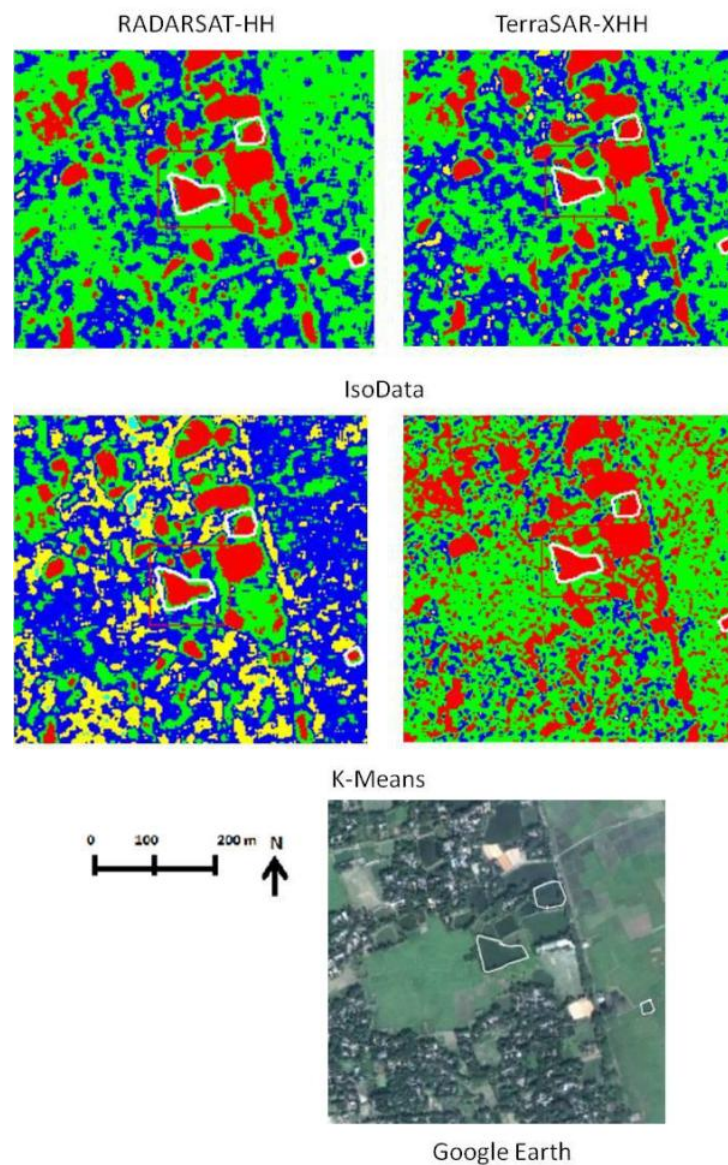 RADARSAT-HH
TerraSAR-XHH
IsoData
K-Means
0 100 200 m N
Google Earth